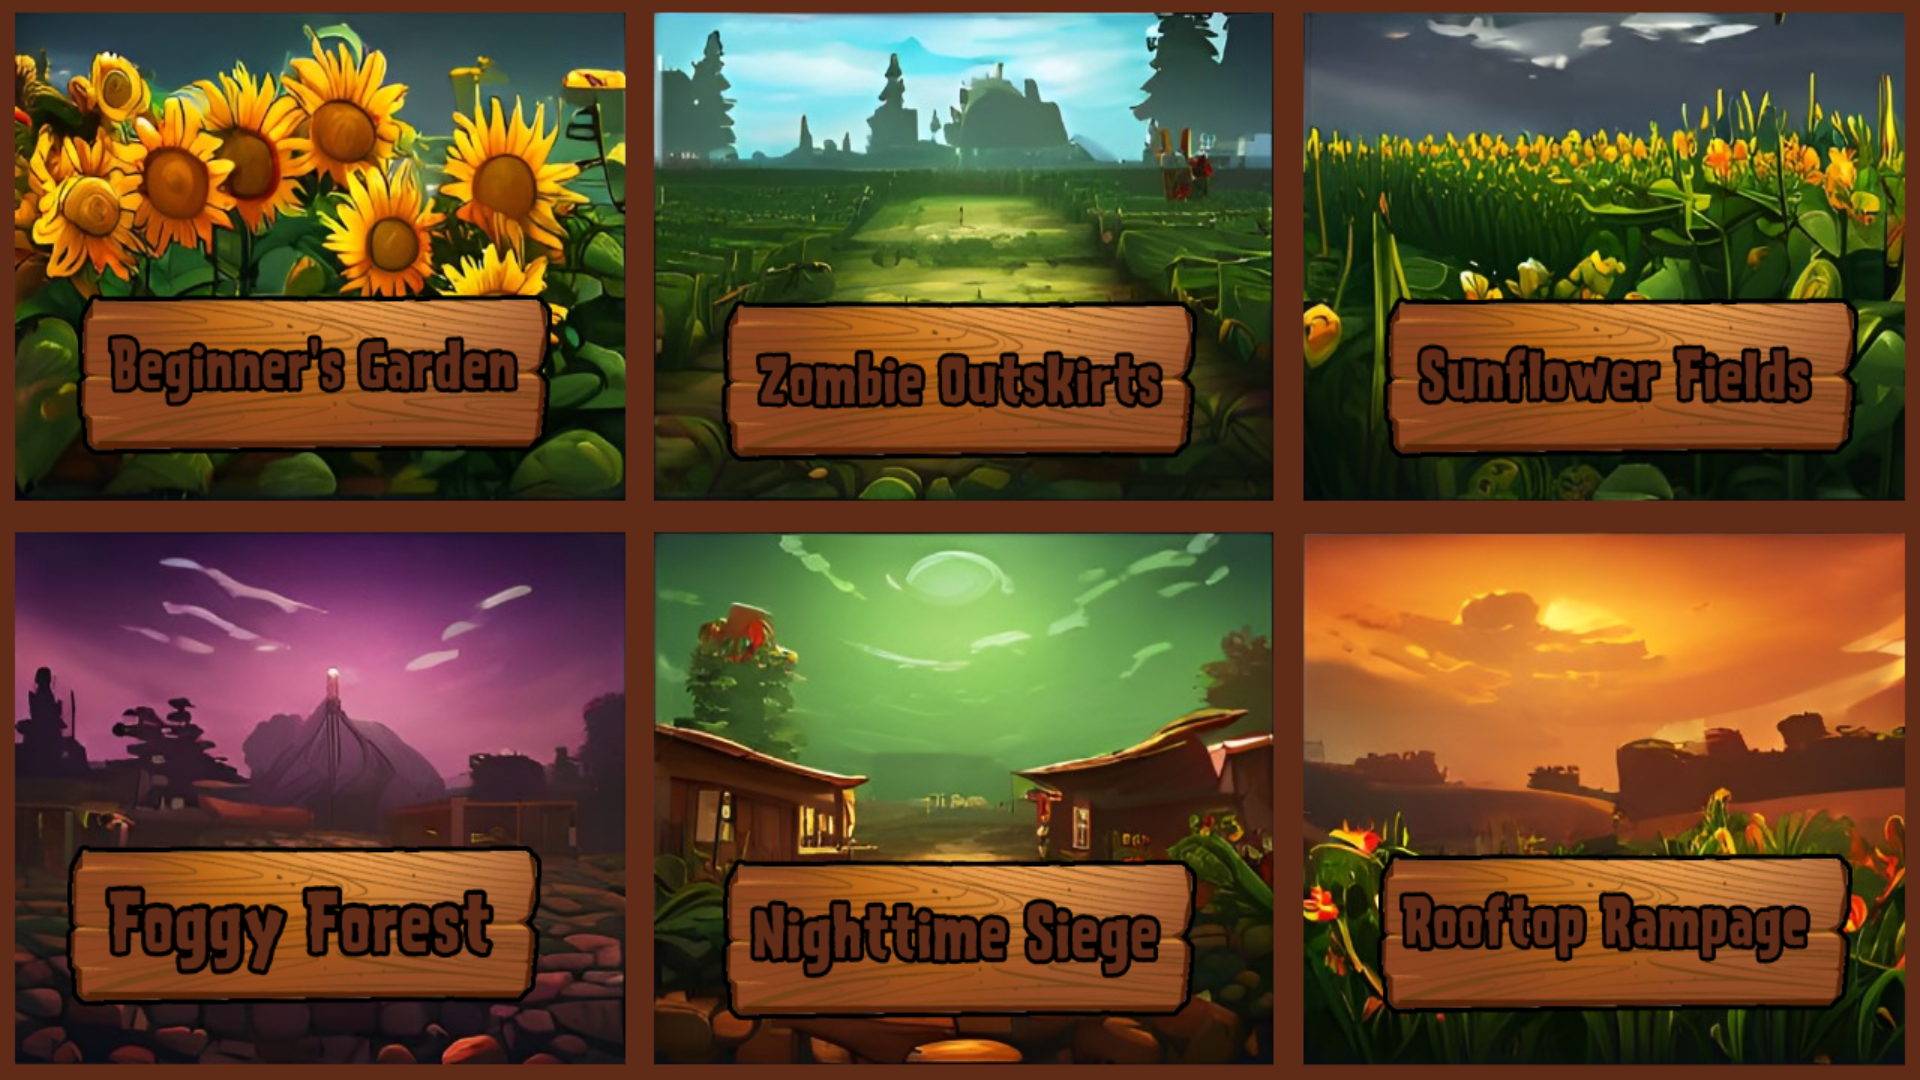 Beginner's Garden
Zombie Outskirts
Sunflower Fields
Foggy Forest
Nighttime Siege
Rooftop Rampage